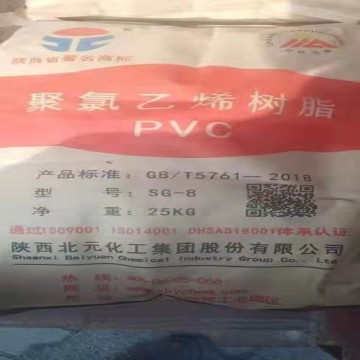 陕西省著名商标
聚氯乙烯树脂
PVC
产品标准: GB/T5761—2018
型 号: SG-8
净 重: 25KG
通过ISO9001 ISO14001 OHSAS18001体系认证
陕西北元化工集团股份有限公司
Shaanxi Beiyuan Chemical Industry Group Co., Ltd.